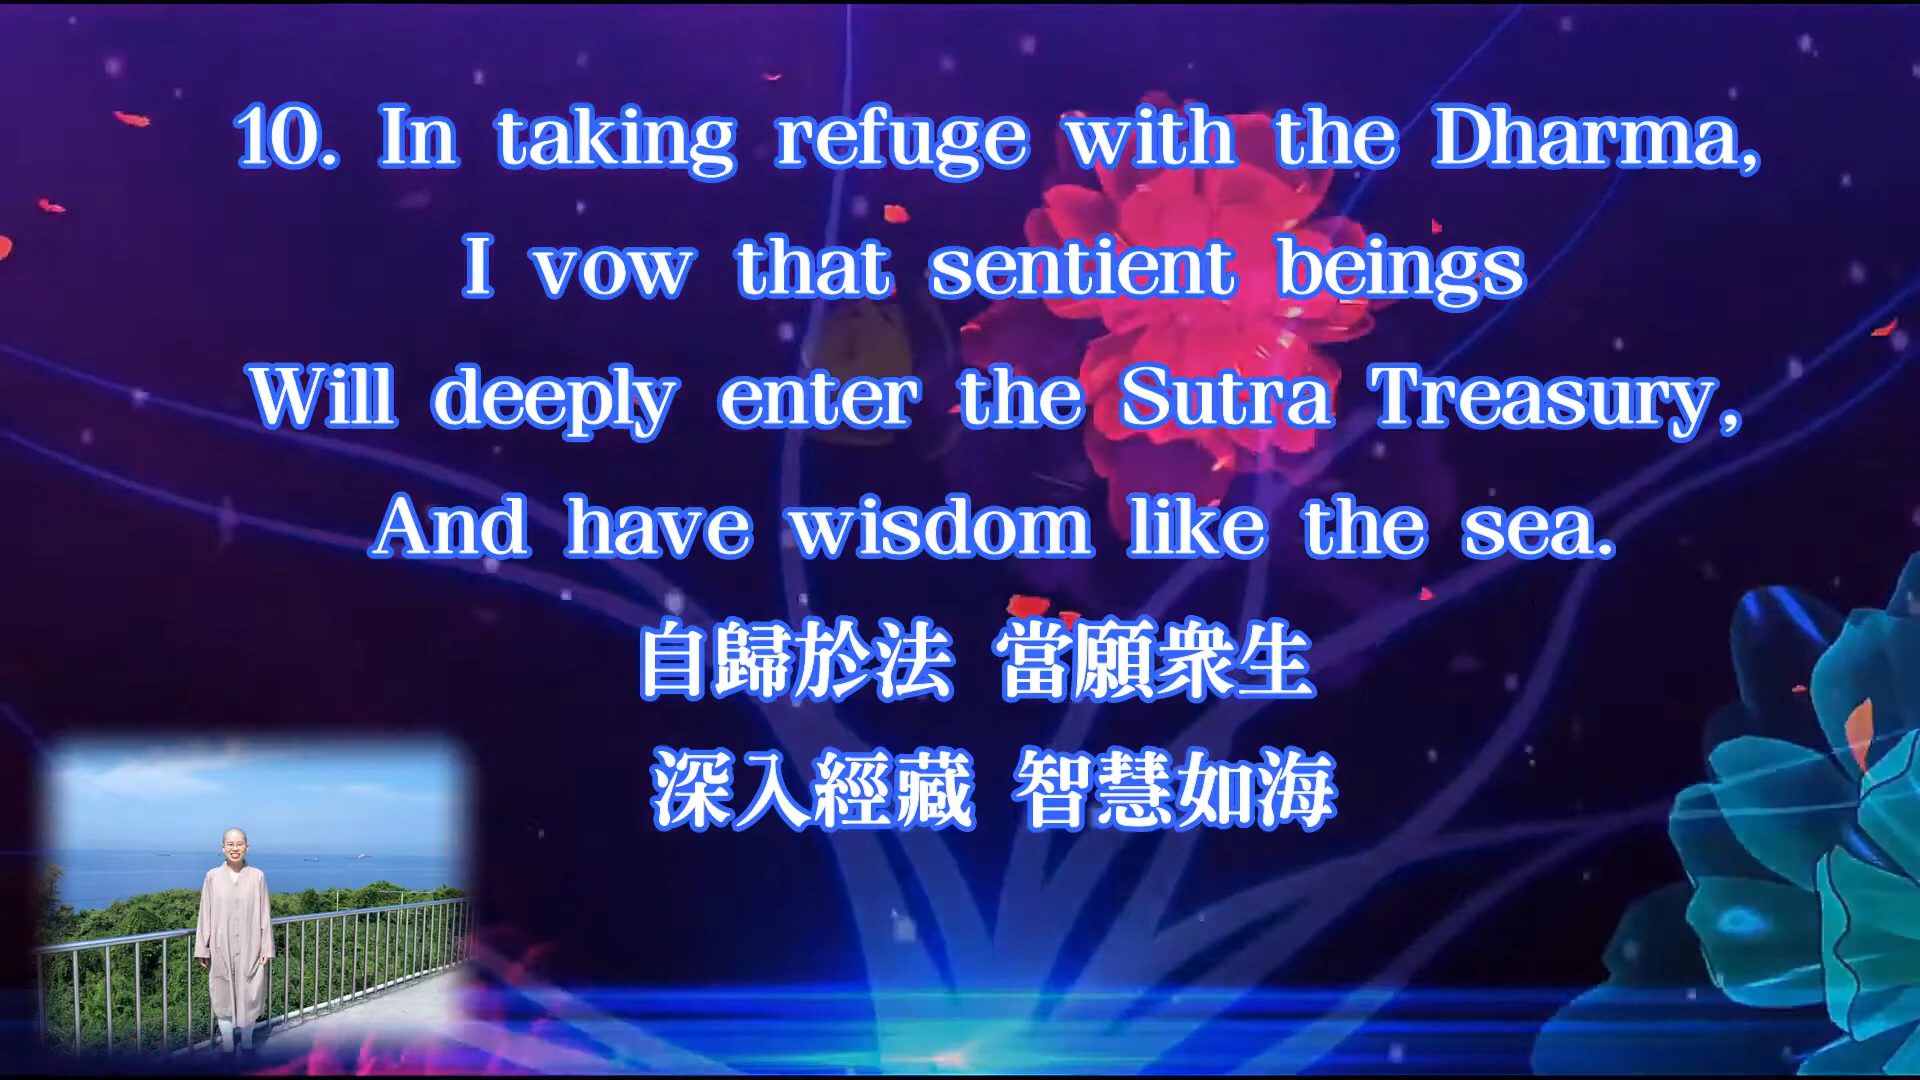 10. In taking refuge with the Dharma,
I vow that sentient beings
Will deeply enter the Sutra Treasury,
And have wisdom like the sea.
自歸於法 當願眾生
深入經藏 智慧如海